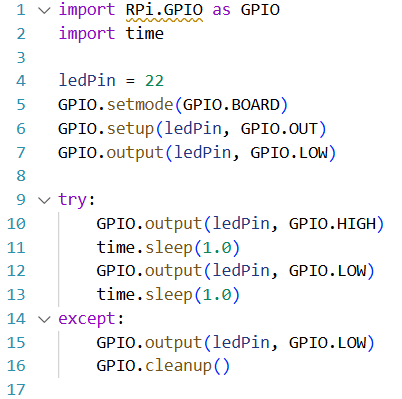 1 import RPi.GPIO as GPIO
2 import time
3
4 ledPin = 22
5 GPIO.setmode(GPIO.BOARD)
6 GPIO.setup(ledPin, GPIO.OUT)
7 GPIO.output(ledPin, GPIO.LOW)
8
9 try:
10     GPIO.output(ledPin, GPIO.HIGH)
11     time.sleep(1.0)
12     GPIO.output(ledPin, GPIO.LOW)
13     time.sleep(1.0)
14 except:
15     GPIO.output(ledPin, GPIO.LOW)
16     GPIO.cleanup()
17